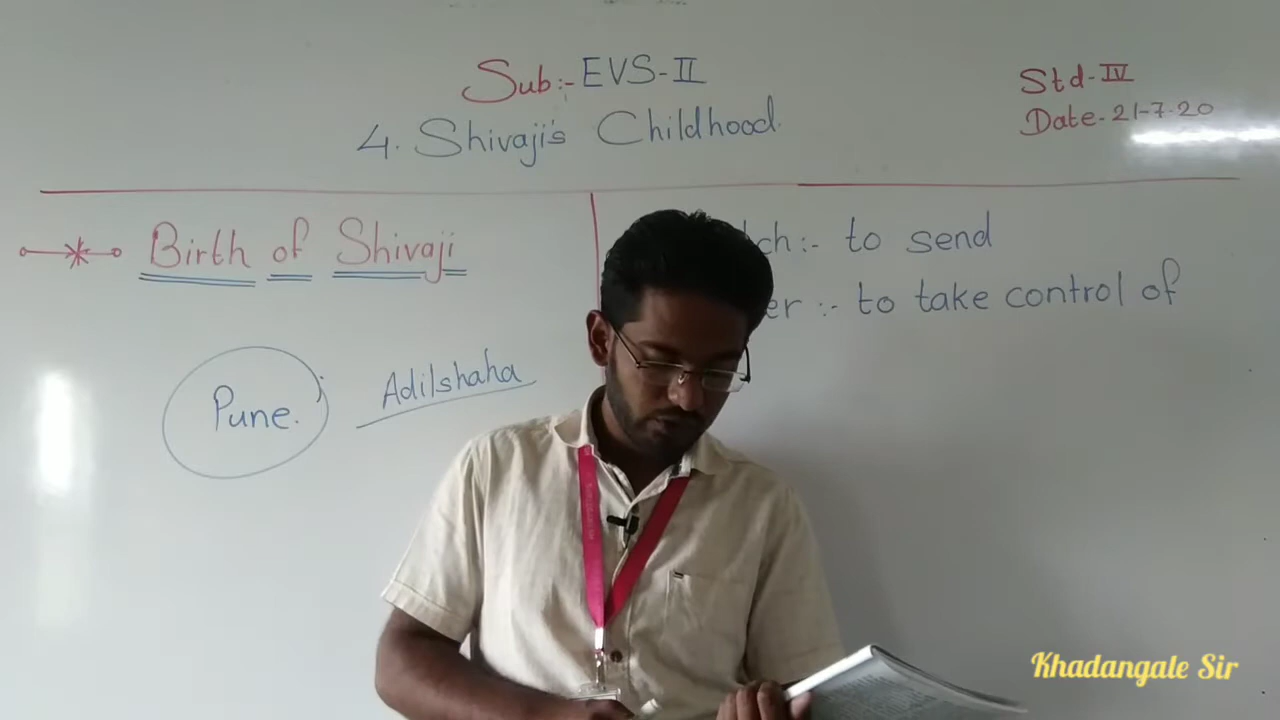 Sub:- EVS-II
Std-IV
4. Shivaji's Childhood.
Date. 21-7-20
Birth of Shivaji
:- to send
:- to take control of
Pune.
Adilshaha
Khadangale Sir